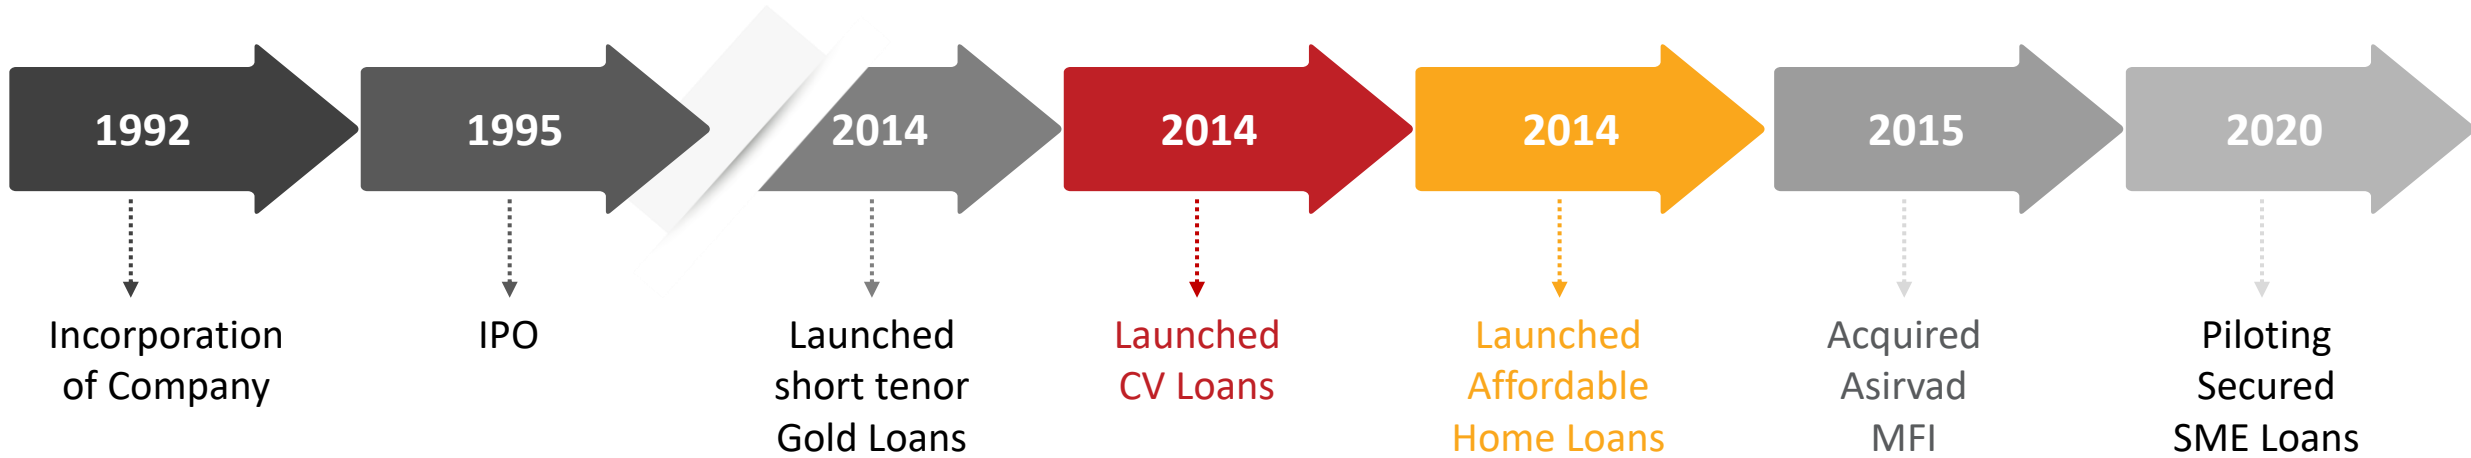 1992
1995
2014
2014
2014
2015
2020
Incorporation
of Company
IPO
Launched
short tenor
Gold Loans
Launched
CV Loans
Launched
Affordable
Home Loans
Acquired
Asirvad
MFI
Piloting
Secured
SME Loans